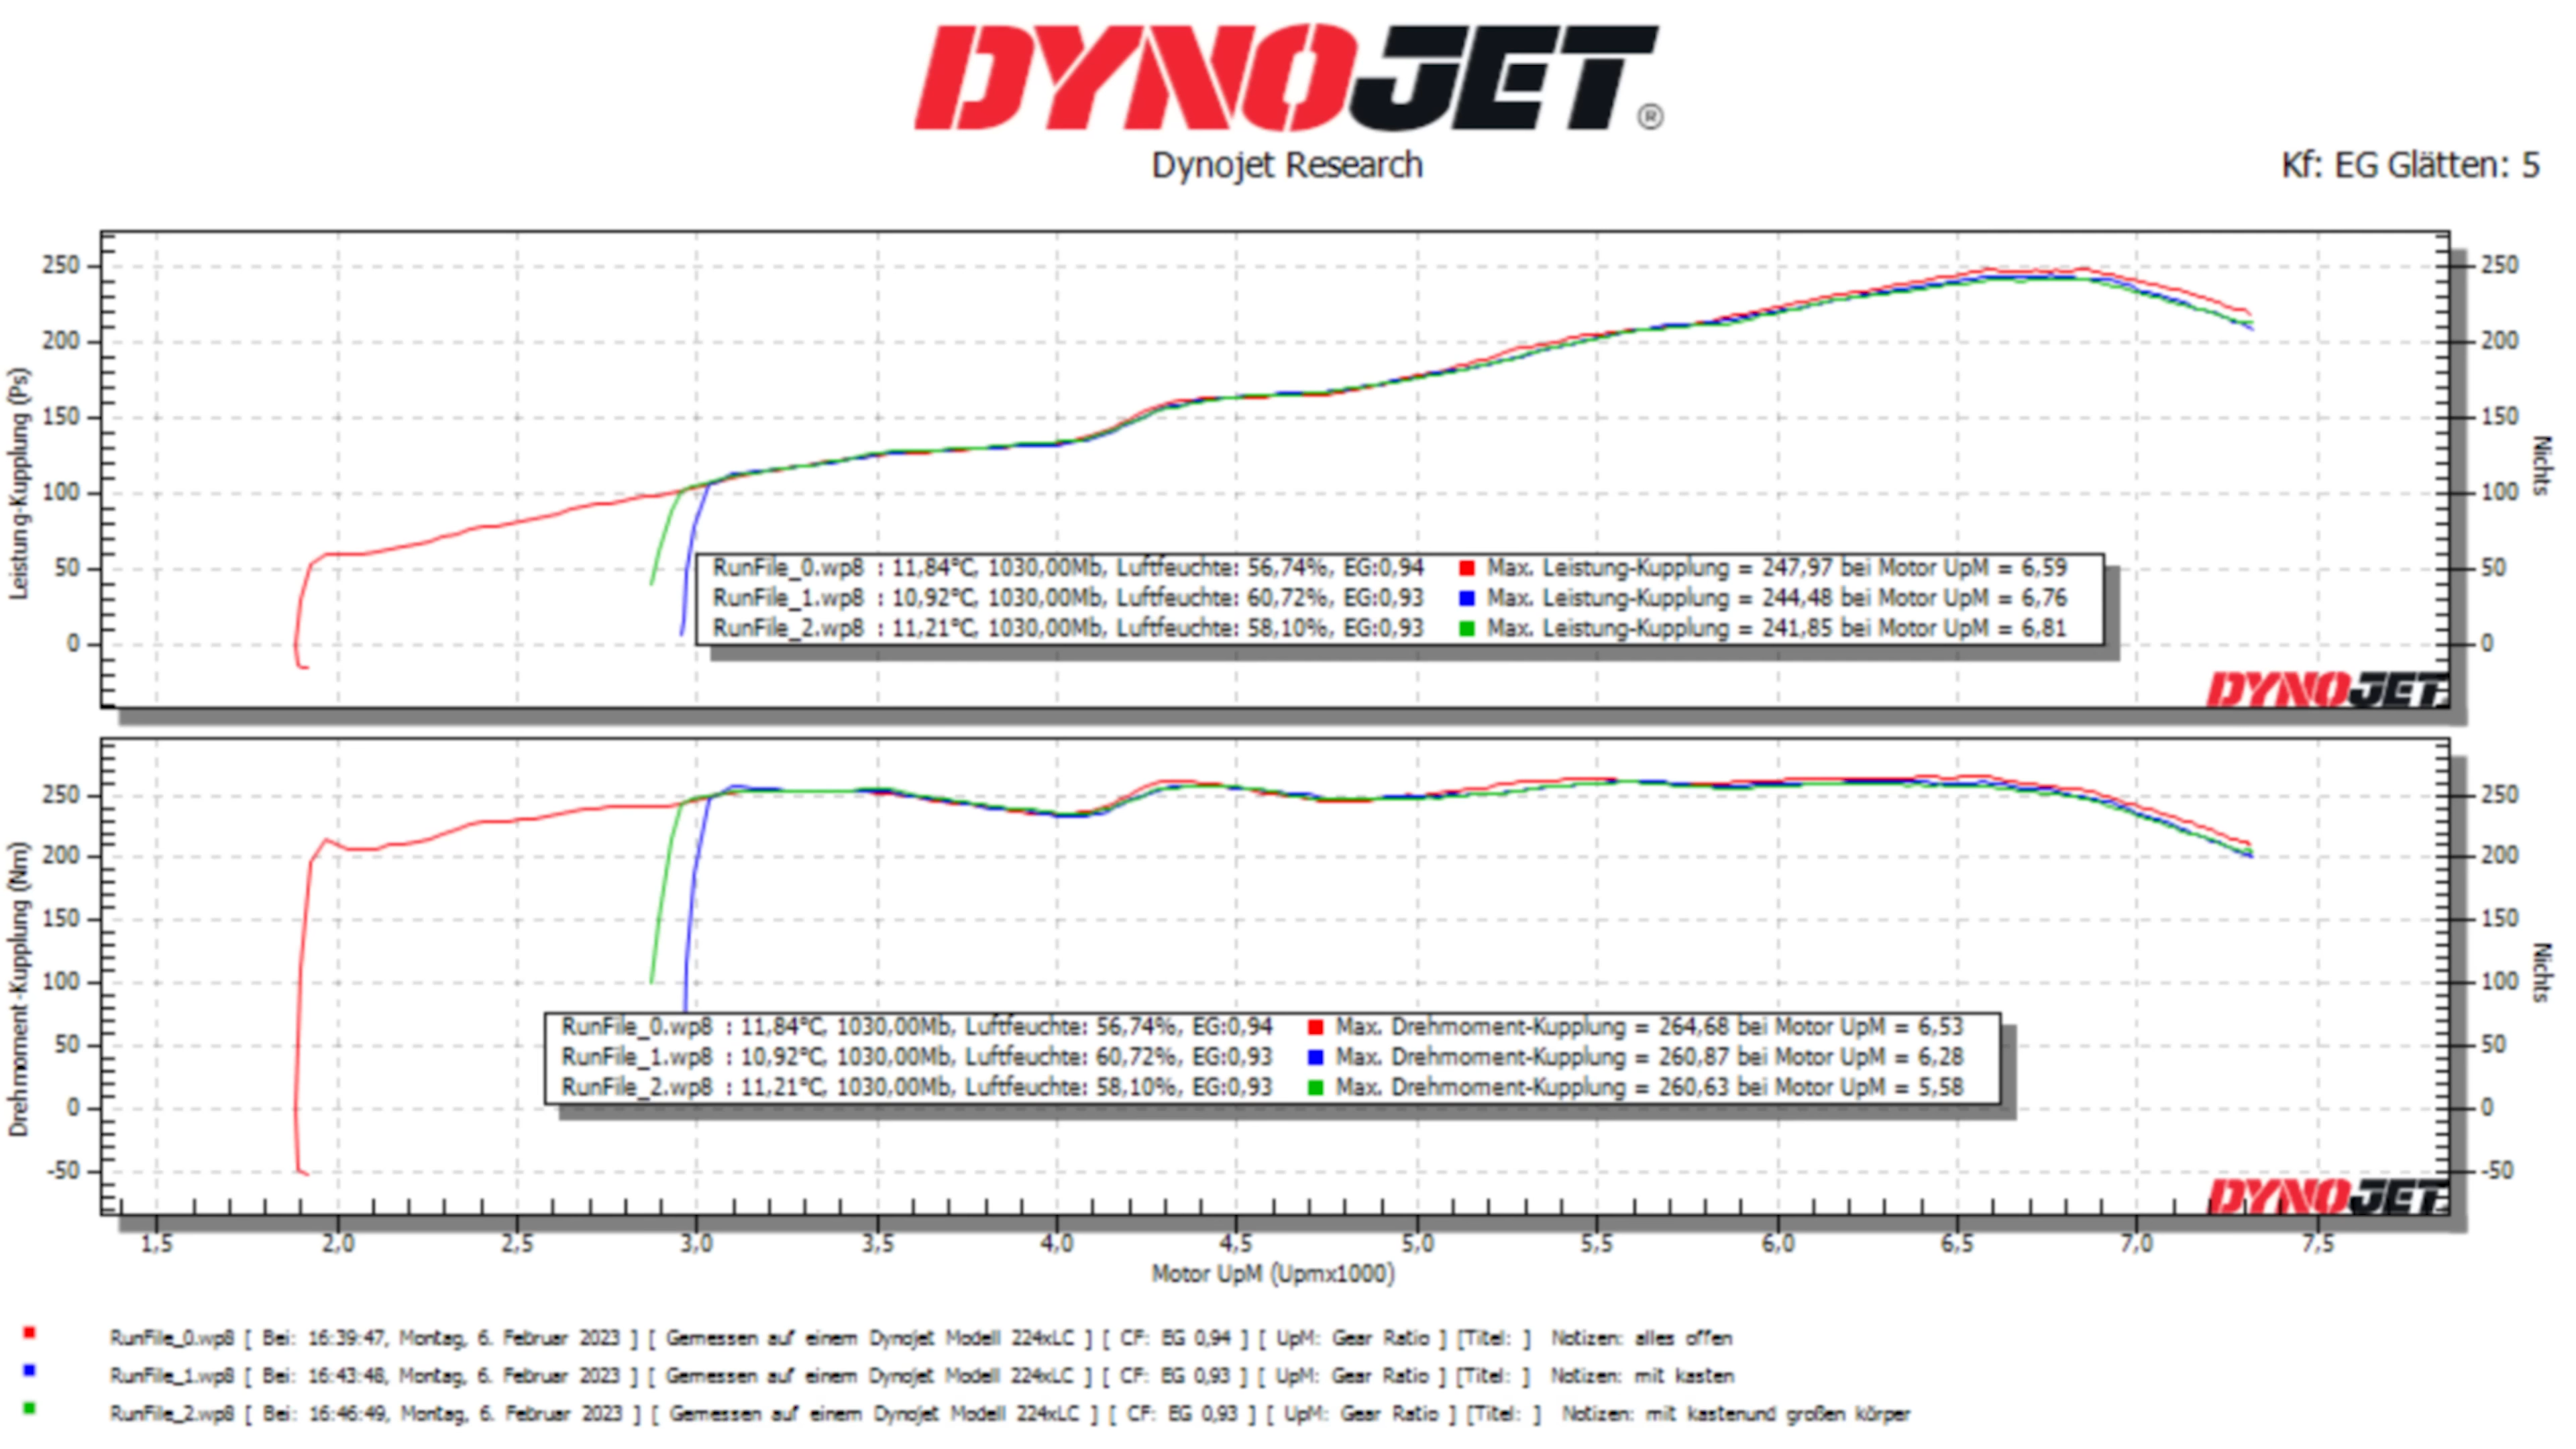 DYNOJET®
Dynojet Research
Kf: EG Glätten: 5
Leistung-Kupplung (Ps)
250 250
200 200
150 150
100 100
50 50
0 0
Nichts
RunFile_0.wp8 : 11,84°C, 1030,00Mb, Luftfeuchte: 56,74%, EG:0,94 Max. Leistung-Kupplung = 247,97 bei Motor UpM = 6,59
RunFile_1.wp8 : 10,92°C, 1030,00Mb, Luftfeuchte: 60,72%, EG:0,93 Max. Leistung-Kupplung = 244,48 bei Motor UpM = 6,76
RunFile_2.wp8 : 11,21°C, 1030,00Mb, Luftfeuchte: 58,10%, EG:0,93 Max. Leistung-Kupplung = 241,85 bei Motor UpM = 6,81
DYNOJET
Drehmoment-Kupplung (Nm)
250 250
200 200
150 150
100 100
50 50
0 0
-50 -50
Nichts
RunFile_0.wp8 : 11,84°C, 1030,00Mb, Luftfeuchte: 56,74%, EG:0,94 Max. Drehmoment-Kupplung = 264,68 bei Motor UpM = 6,53
RunFile_1.wp8 : 10,92°C, 1030,00Mb, Luftfeuchte: 60,72%, EG:0,93 Max. Drehmoment-Kupplung = 260,87 bei Motor UpM = 6,28
RunFile_2.wp8 : 11,21°C, 1030,00Mb, Luftfeuchte: 58,10%, EG:0,93 Max. Drehmoment-Kupplung = 260,63 bei Motor UpM = 5,58
DYNOJET
1,5 2,0 2,5 3,0 3,5 4,0 4,5 5,0 5,5 6,0 6,5 7,0 7,5
Motor UpM (Upmx1000)
RunFile_0.wp8 [ Bei: 16:39:47, Montag, 6. Februar 2023 ] [ Gemessen auf einem Dynojet Modell 224xLC ] [ CF: EG 0,94 ] [ UpM: Gear Ratio ] [Titel: ] Notizen: alles offen
RunFile_1.wp8 [ Bei: 16:43:48, Montag, 6. Februar 2023 ] [ Gemessen auf einem Dynojet Modell 224xLC ] [ CF: EG 0,93 ] [ UpM: Gear Ratio ] [Titel: ] Notizen: mit kasten
RunFile_2.wp8 [ Bei: 16:46:49, Montag, 6. Februar 2023 ] [ Gemessen auf einem Dynojet Modell 224xLC ] [ CF: EG 0,93 ] [ UpM: Gear Ratio ] [Titel: ] Notizen: mit kastenund großen körper